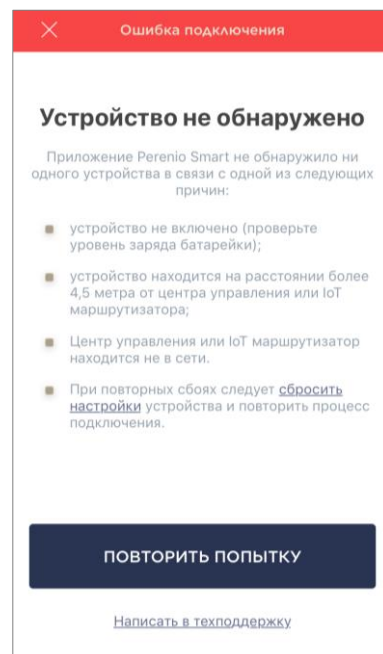 Ошибка подключения
Устройство не обнаружено
Приложение Perenio Smart не обнаружило ни
одного устройства в связи с одной из следующих
причин:
устройство не включено (проверьте
уровень заряда батарейки);
устройство находится на расстоянии более
4,5 метра от центра управления или IoT
маршрутизатора;
Центр управления или IoT маршрутизатор
находится не в сети.
При повторных сбоях следует сбросить
настройки устройства и повторить процесс
подключения.
ПОВТОРИТЬ ПОПЫТКУ
Написать в техподдержку